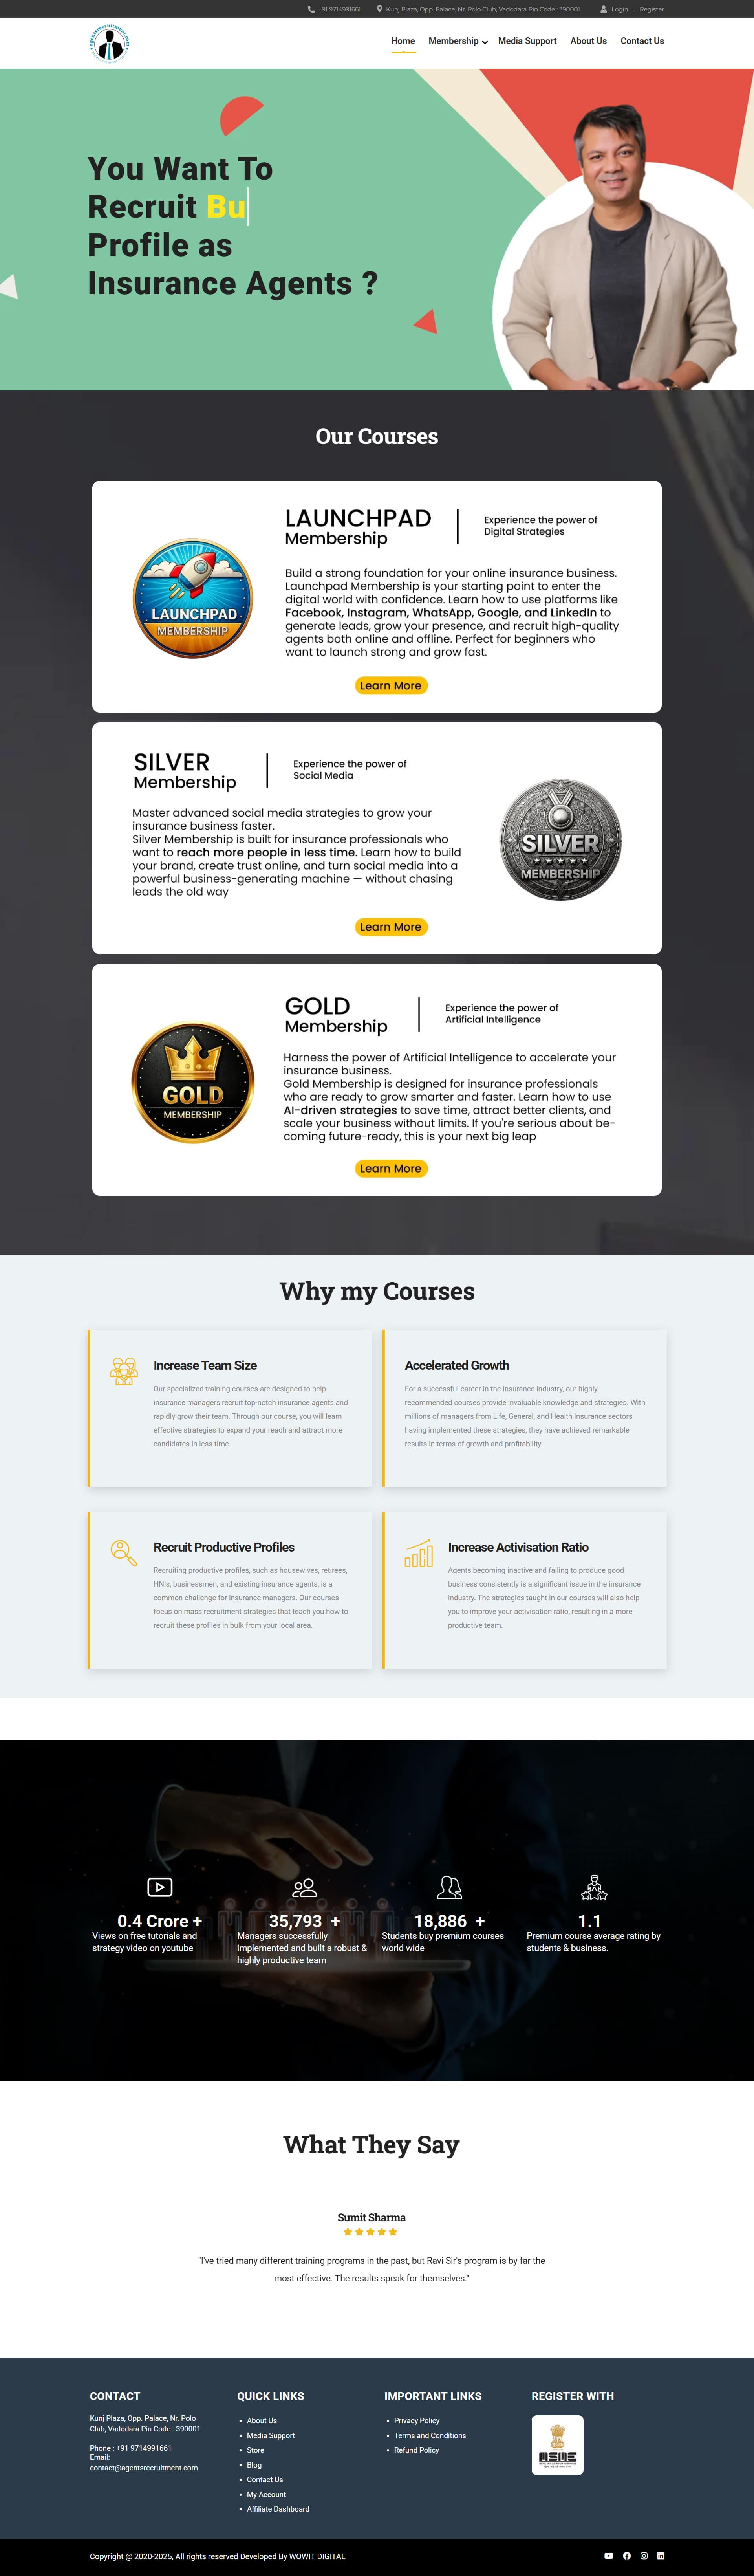 +91 9714991661
Kunj Plaza, Opp. Palace, Nr. Polo Club, Vadodara Pin Code : 390001
Login | Register
Home
Membership
Media Support
About Us
Contact Us
You Want To
Recruit Bu
Profile as
Insurance Agents ?
Our Courses
LAUNCHPAD
Membership
Experience the power of
Digital Strategies
LAUNCHPAD
MEMBERSHIP
Build a strong foundation for your online insurance business.
Launchpad Membership is your starting point to enter the
digital world with confidence. Learn how to use platforms like
Facebook, Instagram, WhatsApp, Google, and LinkedIn to
generate leads, grow your presence, and recruit high-quality
agents both online and offline. Perfect for beginners who
want to launch strong and grow fast.
Learn More
SILVER
Membership
Experience the power of
Social Media
Master advanced social media strategies to grow your
insurance business faster.
Silver Membership is built for insurance professionals who
want to reach more people in less time. Learn how to build
your brand, create trust online, and turn social media into a
powerful business-generating machine — without chasing
leads the old way
SILVER
MEMBERSHIP
Learn More
GOLD
Membership
Experience the power of
Artificial Intelligence
GOLD
MEMBERSHIP
Harness the power of Artificial Intelligence to accelerate your
insurance business.
Gold Membership is designed for insurance professionals
who are ready to grow smarter and faster. Learn how to use
AI-driven strategies to save time, attract better clients, and
scale your business without limits. If you're serious about be-
coming future-ready, this is your next big leap
Learn More
Why my Courses
Increase Team Size
Our specialized training courses are designed to help
insurance managers recruit top-notch insurance agents and
rapidly grow their team. Through our course, you will learn
effective strategies to expand your reach and attract more
candidates in less time.
Accelerated Growth
For a successful career in the insurance industry, our highly
recommended courses provide invaluable knowledge and strategies. With
millions of managers from Life, General, and Health Insurance sectors
having implemented these strategies, they have achieved remarkable
results in terms of growth and profitability.
Recruit Productive Profiles
Recruiting productive profiles, such as housewives, retirees,
HNIs, businessmen, and existing insurance agents, is a
common challenge for insurance managers. Our courses
focus on mass recruitment strategies that teach you how to
recruit these profiles in bulk from your local area.
Increase Activisation Ratio
Agents becoming inactive and failing to produce good
business consistently is a significant issue in the insurance
industry. The strategies taught in our courses will also help
you to improve your activisation ratio, resulting in a more
productive team.
0.4 Crore +
Views on free tutorials and
strategy video on youtube
35,793 +
Managers successfully
implemented and built a robust &
highly productive team
18,886 +
Students buy premium courses
world wide
1.1
Premium course average rating by
students & business.
What They Say
Sumit Sharma
"I've tried many different training programs in the past, but Ravi Sir's program is by far the
most effective. The results speak for themselves."
CONTACT
Kunj Plaza, Opp. Palace, Nr. Polo
Club, Vadodara Pin Code : 390001
Phone : +91 9714991661
Email:
contact@agentsrecruitment.com
QUICK LINKS
About Us
Media Support
Store
Blog
Contact Us
My Account
Affiliate Dashboard
IMPORTANT LINKS
Privacy Policy
Terms and Conditions
Refund Policy
REGISTER WITH
MSME
Copyright @ 2020-2025, All rights reserved Developed By WOWIT DIGITAL